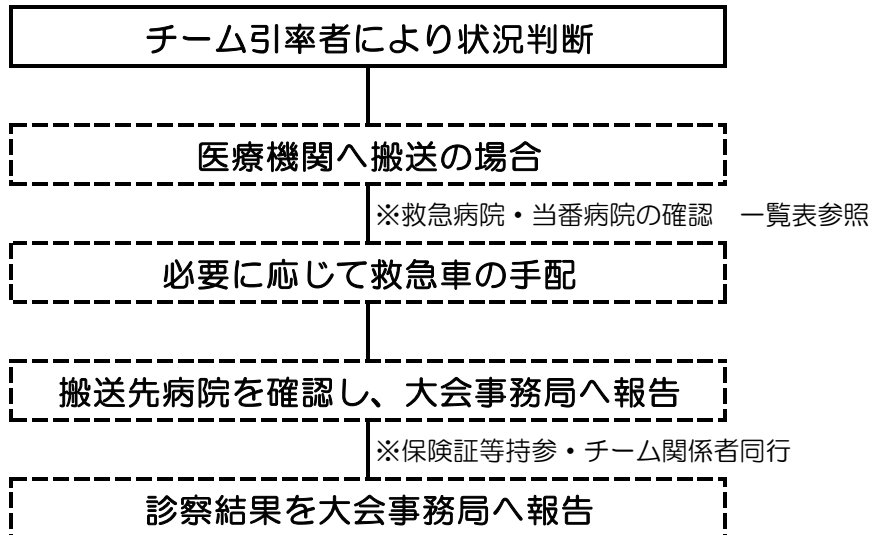 チーム引率者により状況判断
医療機関へ搬送の場合
※救急病院・当番病院の確認　一覧表参照
必要に応じて救急車の手配
搬送先病院を確認し、大会事務局へ報告
※保険証等持参・チーム関係者同行
診察結果を大会事務局へ報告